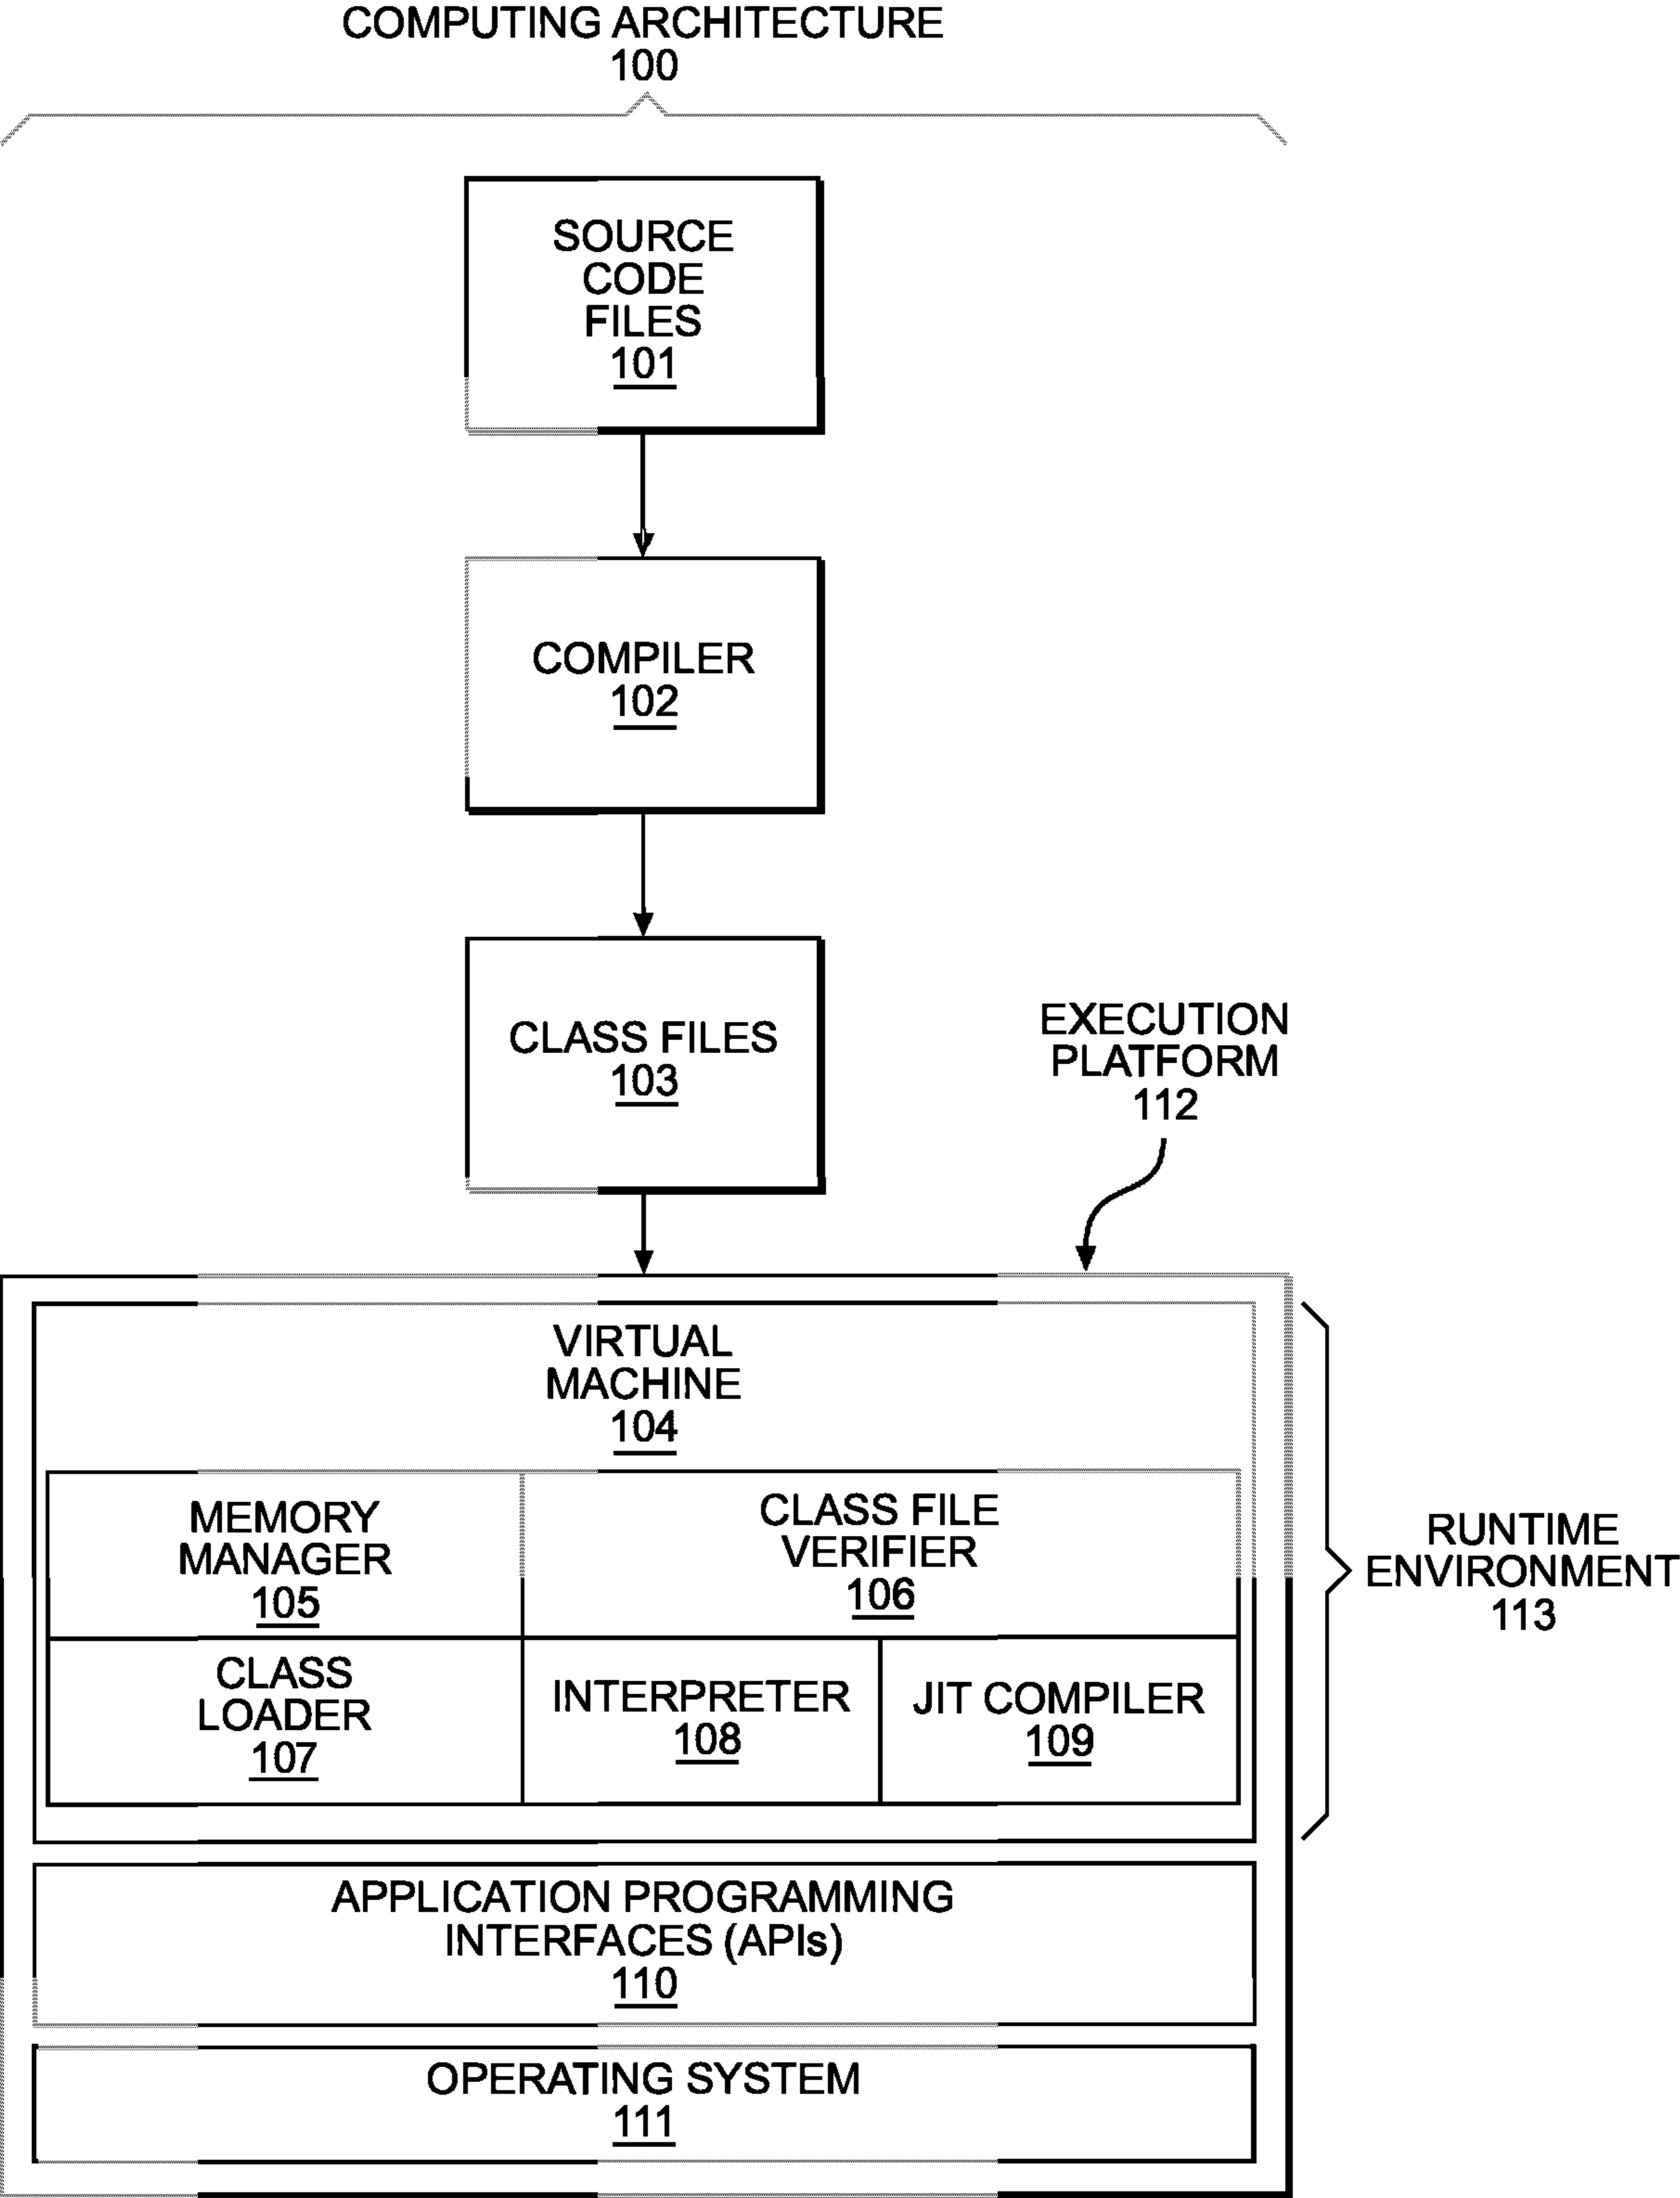 COMPUTING ARCHITECTURE
100
SOURCE
CODE
FILES
101
COMPILER
102
CLASS FILES
103
EXECUTION
PLATFORM
112
VIRTUAL
MACHINE
104
MEMORY
MANAGER
105
CLASS FILE
VERIFIER
106
CLASS
LOADER
107
INTERPRETER
108
JIT COMPILER
109
RUNTIME
ENVIRONMENT
113
APPLICATION PROGRAMMING
INTERFACES (APIs)
110
OPERATING SYSTEM
111